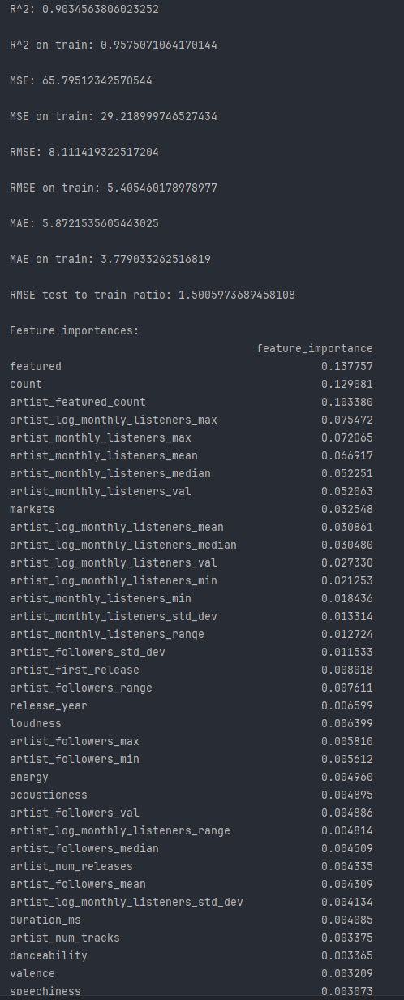 R^2: 0.9034563806023252
R^2 on train: 0.9575071064170144
MSE: 65.79512342570544
MSE on train: 29.218999746527434
RMSE: 8.111419322517204
RMSE on train: 5.405460178978977
MAE: 5.8721535605443025
MAE on train: 3.779033262516819
RMSE test to train ratio: 1.5005973689458108
Feature importances:
feature_importance
featured 0.137757
count 0.129081
artist_featured_count 0.103380
artist_log_monthly_listeners_max 0.075472
artist_monthly_listeners_max 0.072065
artist_monthly_listeners_mean 0.066917
artist_monthly_listeners_median 0.052251
artist_monthly_listeners_val 0.052063
markets 0.032548
artist_log_monthly_listeners_mean 0.030861
artist_log_monthly_listeners_median 0.030480
artist_log_monthly_listeners_val 0.027330
artist_log_monthly_listeners_min 0.021253
artist_monthly_listeners_min 0.018436
artist_monthly_listeners_std_dev 0.013314
artist_monthly_listeners_range 0.012724
artist_followers_std_dev 0.011533
artist_first_release 0.008018
artist_followers_range 0.007611
release_year 0.006599
loudness 0.006399
artist_followers_max 0.005810
artist_followers_min 0.005612
energy 0.004960
acousticness 0.004895
artist_followers_val 0.004886
artist_log_monthly_listeners_range 0.004814
artist_followers_median 0.004509
artist_num_releases 0.004335
artist_followers_mean 0.004309
artist_log_monthly_listeners_std_dev 0.004134
duration_ms 0.004085
artist_num_tracks 0.003375
danceability 0.003365
valence 0.003209
speechiness 0.003073